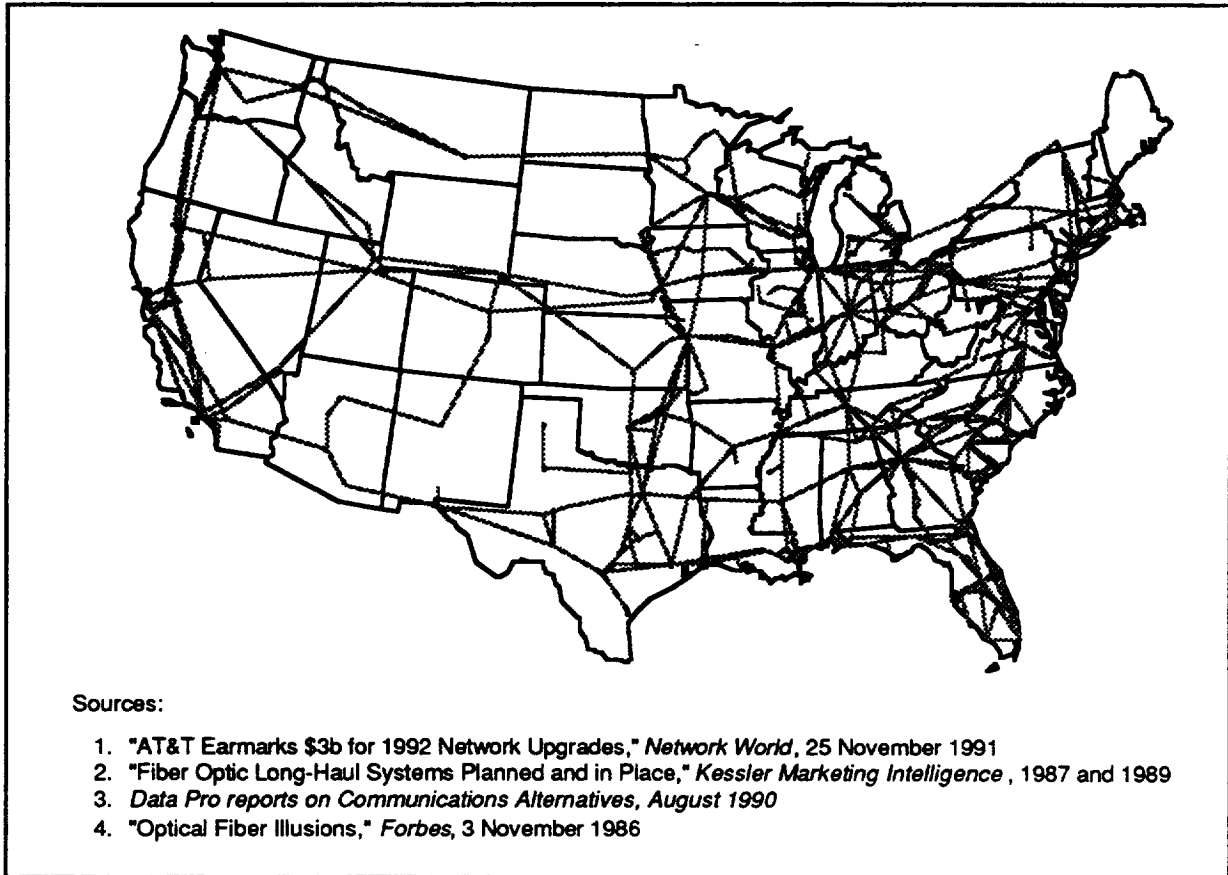 Sources:
1. "AT&T Earmarks $3b for 1992 Network Upgrades," Network World, 25 November 1991
2. "Fiber Optic Long-Haul Systems Planned and in Place," Kessler Marketing Intelligence , 1987 and 1989
3. Data Pro reports on Communications Alternatives, August 1990
4. "Optical Fiber Illusions," Forbes, 3 November 1986